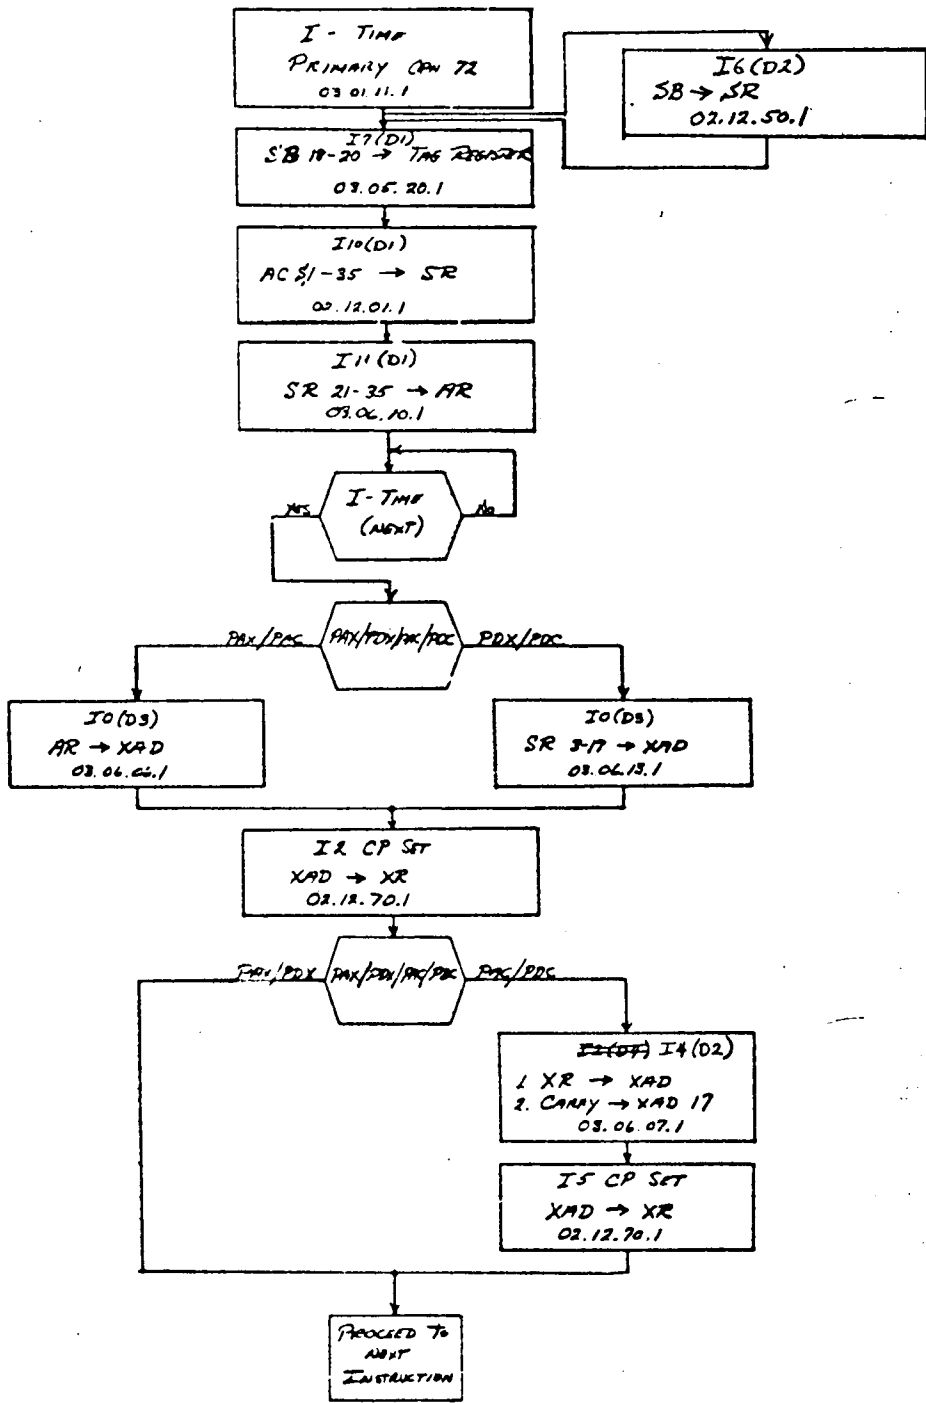 I - TIME
PRIMARY OPN 72
03.01.11.1
I6(D2)
SB → SR
02.12.50.1
I7(D1)
SB 18-20 → TAG REGISTER
03.05.20.1
I10(D1)
AC S,1-35 → SR
02.12.01.1
I11(D1)
SR 21-35 → AR
03.06.10.1
I-TIME
(NEXT)
YES
NO
PAX/PAC
PAX/PDX/PAC/PDC
PDX/PDC
I0(D3)
AR → XAD
03.06.06.1
I0(D3)
SR 3-17 → XAD
03.06.13.1
I2 CP SET
XAD → XR
02.12.70.1
PAX/PDX
PAX/PDX/PAC/PDC
PAC/PDC
I4(D2)
1. XR → XAD
2. CARRY → XAD 17
03.06.07.1
I5 CP SET
XAD → XR
02.12.70.1
PROCEED TO
NEXT
INSTRUCTION